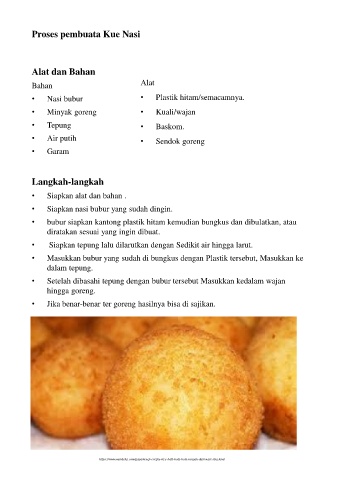 Proses pembuata Kue Nasi
Alat dan Bahan
Bahan
• Nasi bubur
• Minyak goreng
• Tepung
• Air putih
• Garam
Alat
• Plastik hitam/semacamnya.
• Kuali/wajan
• Baskom.
• Sendok goreng
Langkah-langkah
• Siapkan alat dan bahan .
• Siapkan nasi bubur yang sudah dingin.
• bubur siapkan kantong plastik hitam kemudian bungkus dan dibulatkan, atau
diratakan sesuai yang ingin dibuat.
• Siapkan tepung lalu dilarutkan dengan Sedikit air hingga larut.
• Masukkan bubur yang sudah di bungkus dengan Plastik tersebut, Masukkan ke
dalam tepung.
• Setelah dibasahi tepung dengan bubur tersebut Masukkan kedalam wajan
hingga goreng.
• Jika benar-benar ter goreng hasilnya bisa di sajikan.